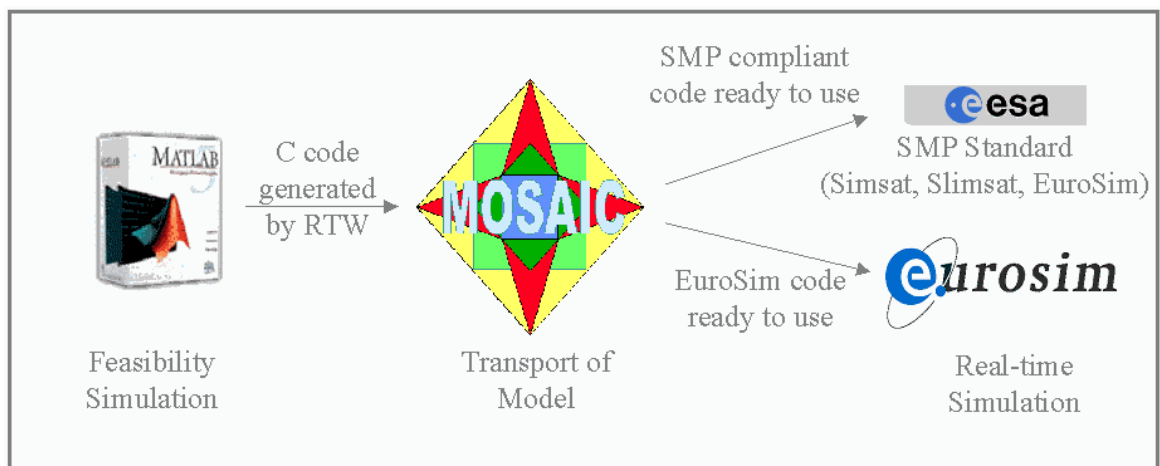 MATLAB
5
C code
generated
by RTW
MOSAIC
SMP compliant
code ready to use
esa
SMP Standard
(Simsat, Slimsat, EuroSim)
EuroSim code
ready to use
eurosim
Feasibility
Simulation
Transport of
Model
Real-time
Simulation